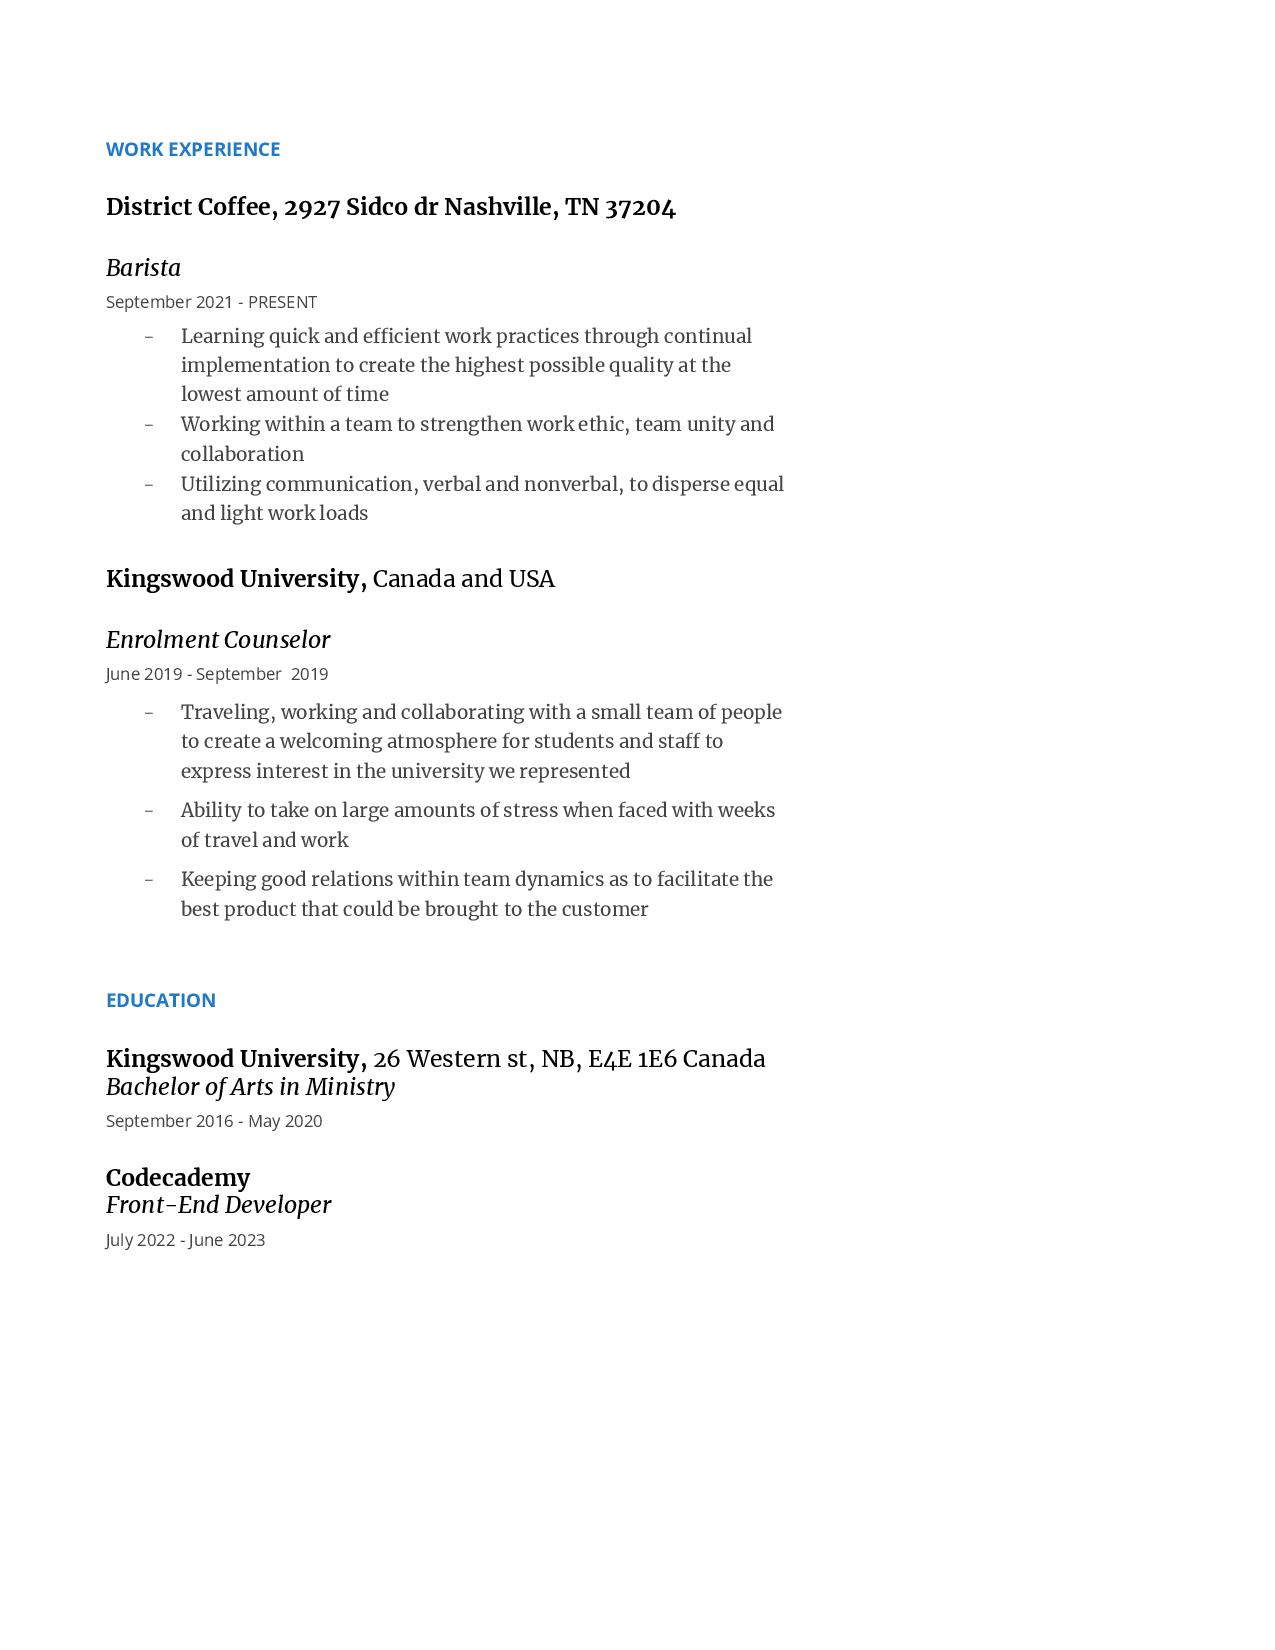 WORK EXPERIENCE
District Coffee, 2927 Sidco dr Nashville, TN 37204
Barista
September 2021 - PRESENT
- Learning quick and efficient work practices through continual
implementation to create the highest possible quality at the
lowest amount of time
- Working within a team to strengthen work ethic, team unity and
collaboration
- Utilizing communication, verbal and nonverbal, to disperse equal
and light work loads
Kingswood University, Canada and USA
Enrolment Counselor
June 2019 - September 2019
- Traveling, working and collaborating with a small team of people
to create a welcoming atmosphere for students and staff to
express interest in the university we represented
- Ability to take on large amounts of stress when faced with weeks
of travel and work
- Keeping good relations within team dynamics as to facilitate the
best product that could be brought to the customer
EDUCATION
Kingswood University, 26 Western st, NB, E4E 1E6 Canada
Bachelor of Arts in Ministry
September 2016 - May 2020
Codecademy
Front-End Developer
July 2022 - June 2023